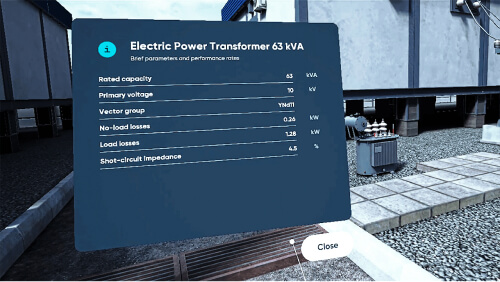 i
Electric Power Transformer 63 kVA
Brief parameters and performance rates
Rated capacity 63 kVA
Primary voltage 10 kV
Vector group YNd11
No-load losses 0.26 kW
Load losses 1.28 kW
Shot-circuit impedance 4.5 %
Close